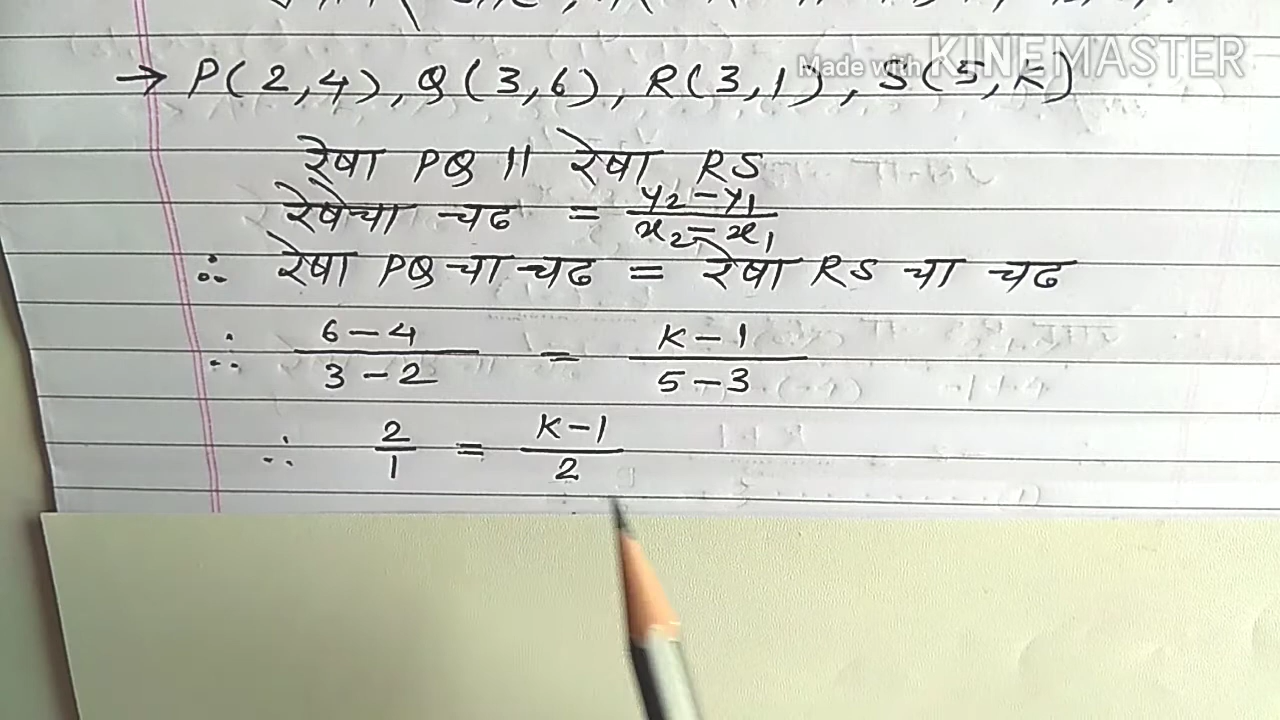 → P(2,4), Q(3,6), R(3,1), S(5,K)
Made with KINEMASTER
रेषा PQ || रेषा RS
रेषेचा चढ = (y₂-y₁)/(x₂-x₁)
∴ रेषा PQ चा चढ = रेषा RS चा चढ
∴ (6-4)/(3-2) = (K-1)/(5-3)
∴ 2/1 = (K-1)/2